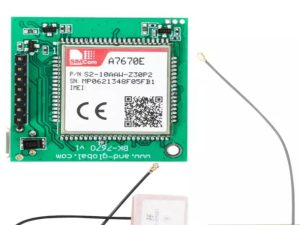 SIMCom
A7670E
P/N S2-10AAW-Z30P2
SN MP0621348F05FB1
IMEI
CE
www.and-global.com
BK-7670 V1